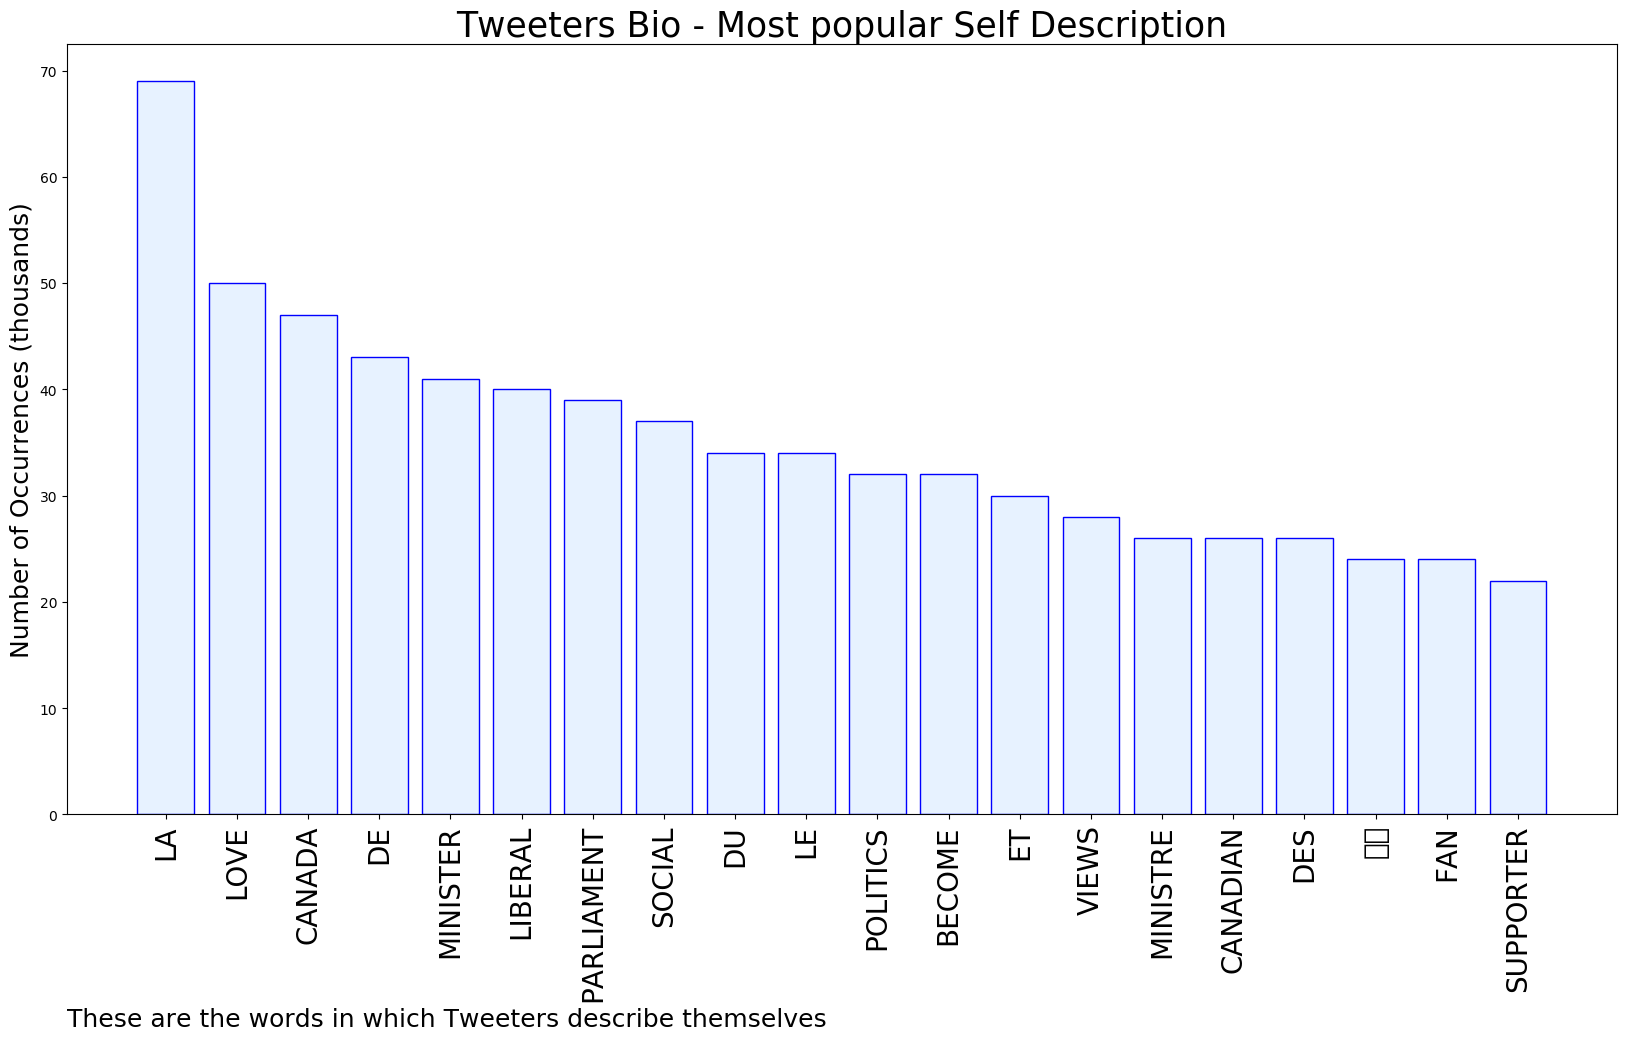 Tweeters Bio - Most popular Self Description
Number of Occurrences (thousands)
70
60
50
40
30
20
10
0
LA
LOVE
CANADA
DE
MINISTER
LIBERAL
PARLIAMENT
SOCIAL
DU
LE
POLITICS
BECOME
ET
VIEWS
MINISTRE
CANADIAN
DES
FAN
SUPPORTER
These are the words in which Tweeters describe themselves